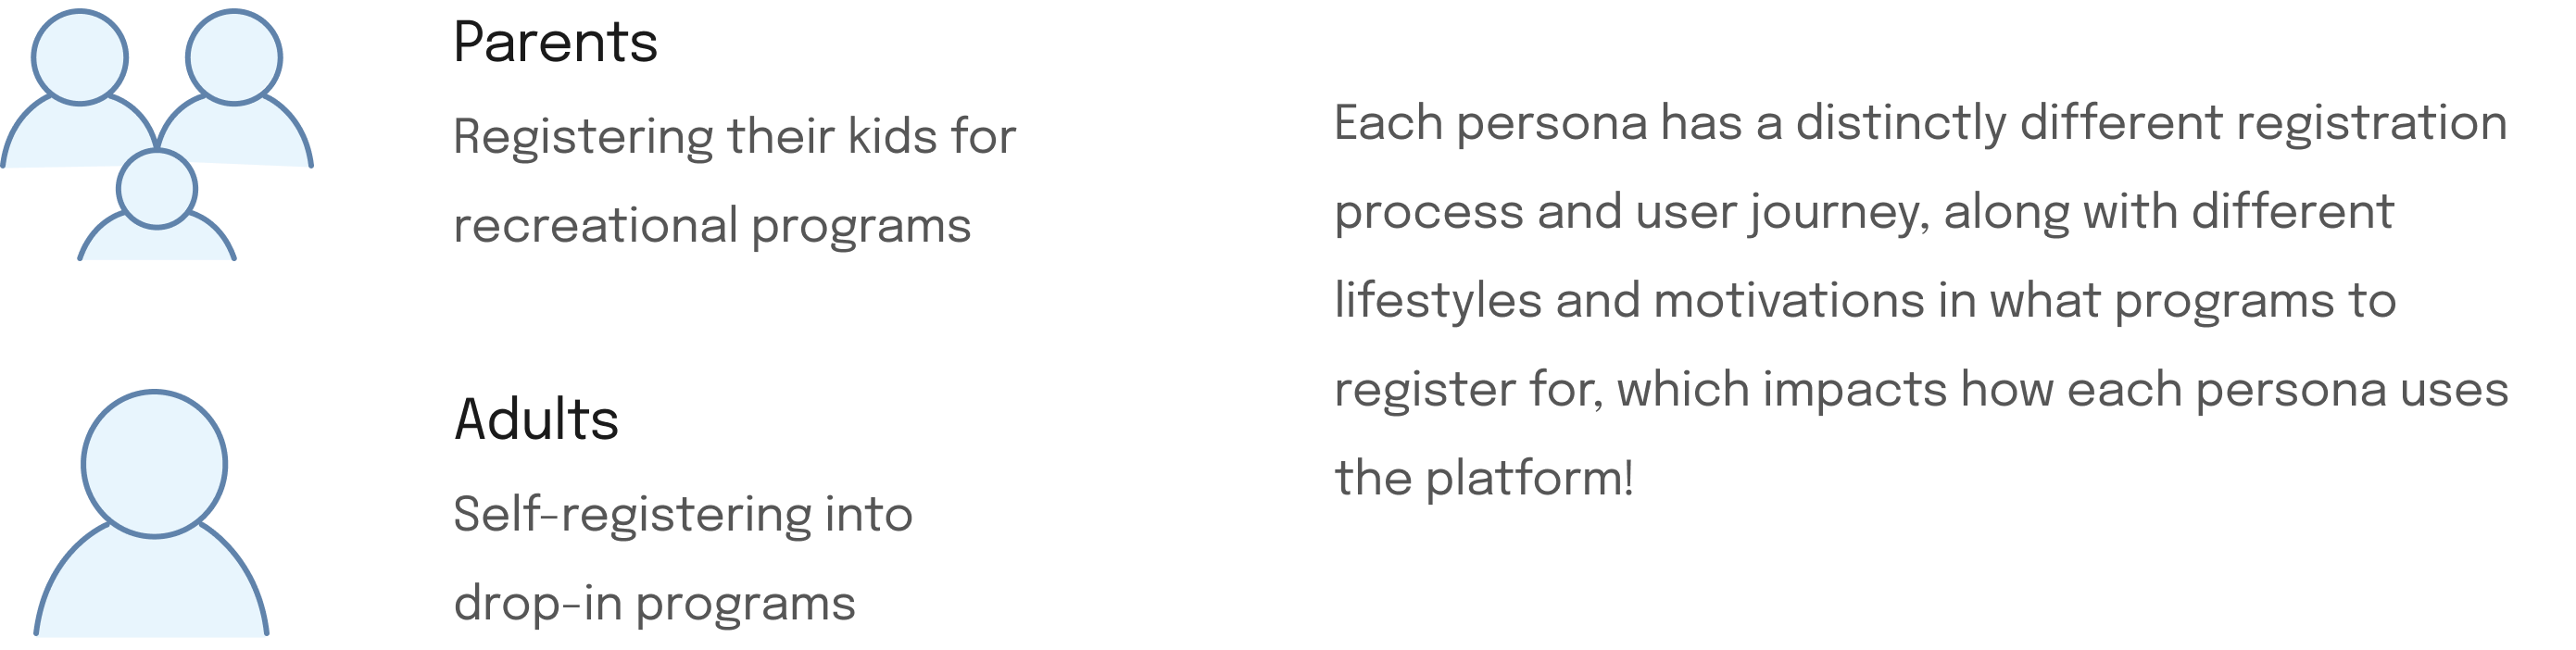 Parents
Registering their kids for
recreational programs
Adults
Self-registering into
drop-in programs
Each persona has a distinctly different registration
process and user journey, along with different
lifestyles and motivations in what programs to
register for, which impacts how each persona uses
the platform!